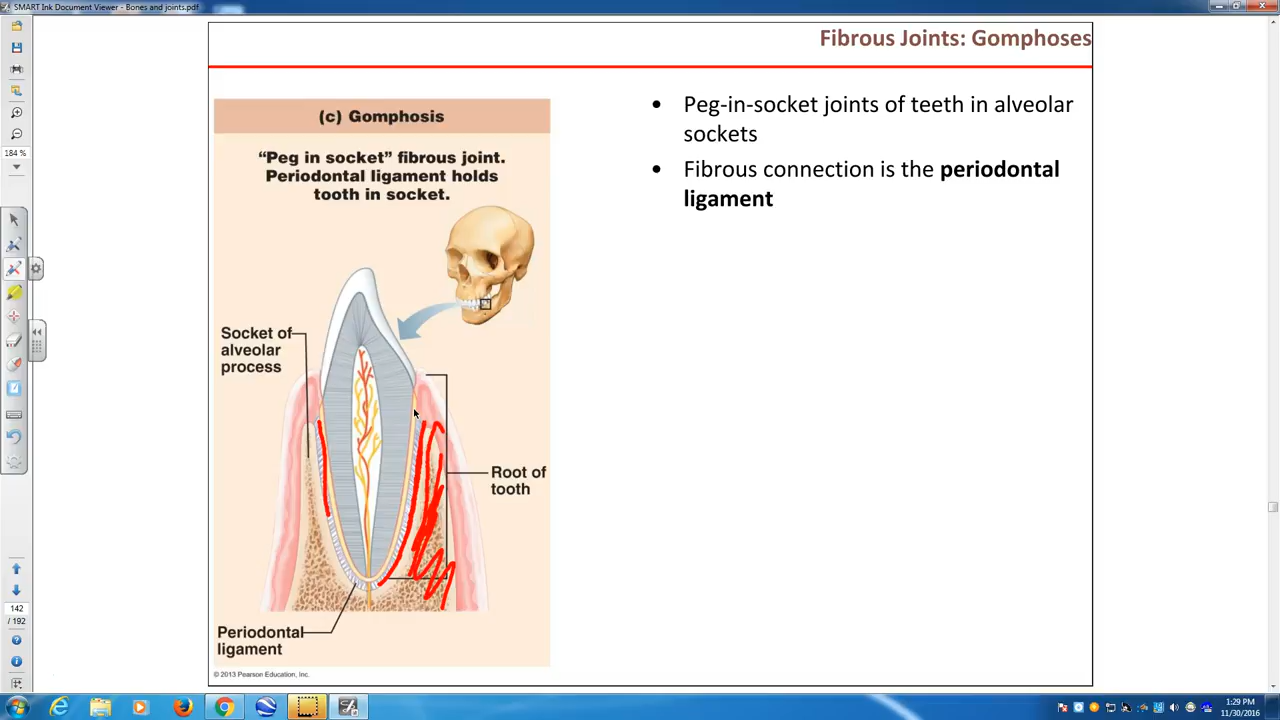 SMART Ink Document Viewer - Bones and joints.pdf
Fibrous Joints: Gomphoses
(c) Gomphosis
“Peg in socket” fibrous joint.
Periodontal ligament holds
tooth in socket.
Socket of
alveolar
process
Root of
tooth
Periodontal
ligament
© 2013 Pearson Education, Inc.
• Peg-in-socket joints of teeth in alveolar
sockets
• Fibrous connection is the periodontal
ligament
184 %
142
/ 192
1:29 PM
11/30/2016